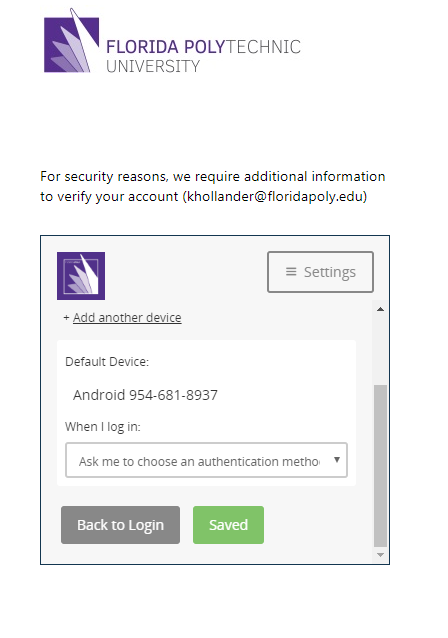 FLORIDA POLYTECHNIC
UNIVERSITY
For security reasons, we require additional information
to verify your account (khollander@floridapoly.edu)
≡ Settings
+ Add another device
Default Device:
Android 954-681-8937
When I log in:
Ask me to choose an authentication metho
Back to Login
Saved